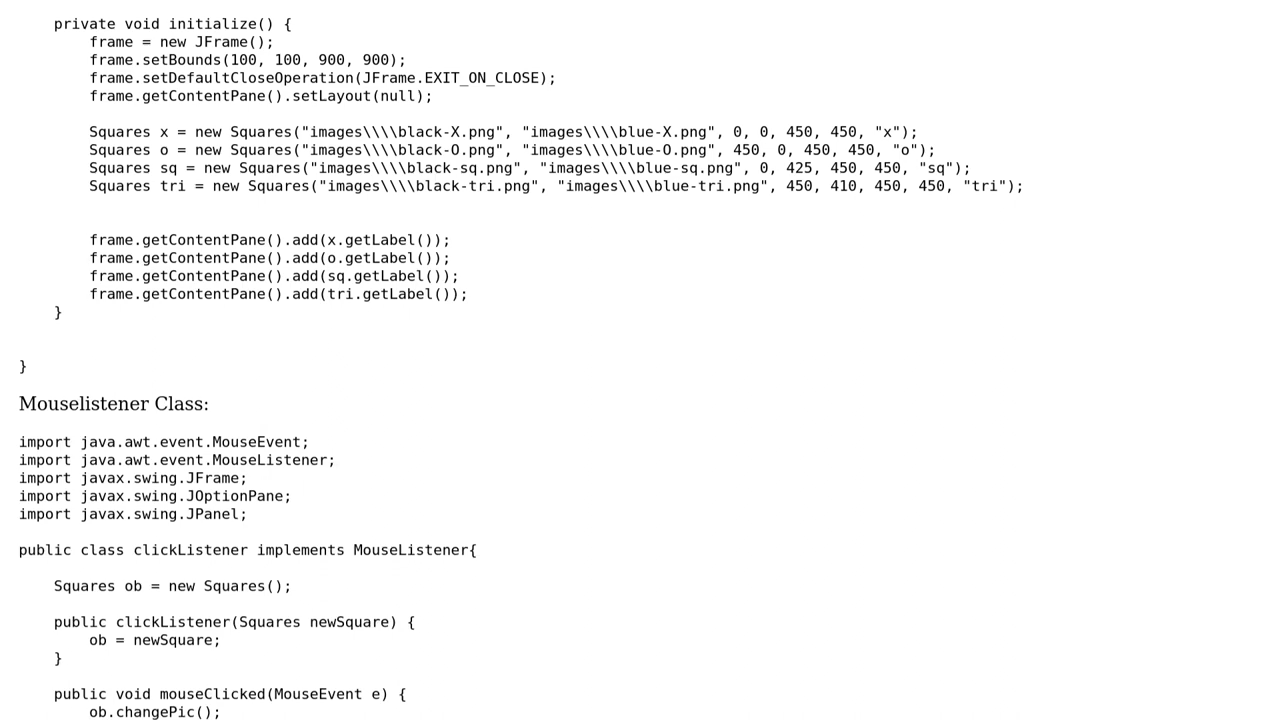 private void initialize() {
        frame = new JFrame();
        frame.setBounds(100, 100, 900, 900);
        frame.setDefaultCloseOperation(JFrame.EXIT_ON_CLOSE);
        frame.getContentPane().setLayout(null);

        Squares x = new Squares("images\\\\black-X.png", "images\\\\blue-X.png", 0, 0, 450, 450, "x");
        Squares o = new Squares("images\\\\black-O.png", "images\\\\blue-O.png", 450, 0, 450, 450, "o");
        Squares sq = new Squares("images\\\\black-sq.png", "images\\\\blue-sq.png", 0, 425, 450, 450, "sq");
        Squares tri = new Squares("images\\\\black-tri.png", "images\\\\blue-tri.png", 450, 410, 450, 450, "tri");


        frame.getContentPane().add(x.getLabel());
        frame.getContentPane().add(o.getLabel());
        frame.getContentPane().add(sq.getLabel());
        frame.getContentPane().add(tri.getLabel());
    }


}
Mouselistener Class:
import java.awt.event.MouseEvent;
import java.awt.event.MouseListener;
import javax.swing.JFrame;
import javax.swing.JOptionPane;
import javax.swing.JPanel;

public class clickListener implements MouseListener{

    Squares ob = new Squares();

    public clickListener(Squares newSquare) {
        ob = newSquare;
    }

    public void mouseClicked(MouseEvent e) {
        ob.changePic();